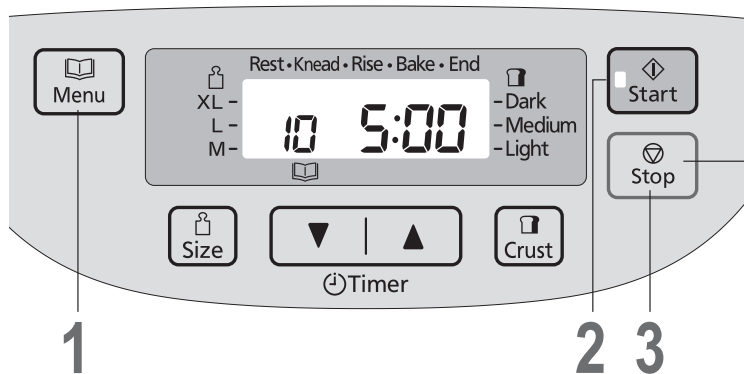 Rest • Knead • Rise • Bake • End
Menu
XL –
L –
M –
10
5:00
– Dark
– Medium
– Light
Start
Stop
Size
Timer
Crust
1
2
3